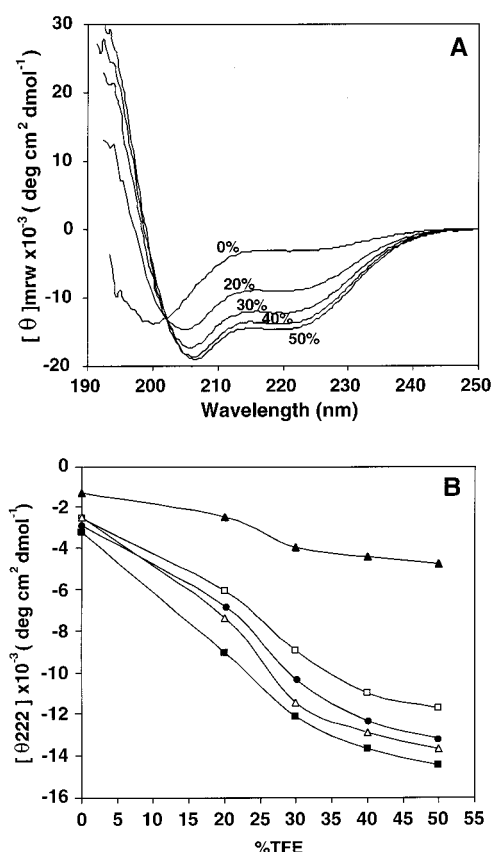 A
[θ]mrw x10⁻³ (deg cm² dmol⁻¹)
30
20
10
0
-10
-20
0%
20%
30%
40%
50%
190 200 210 220 230 240 250
Wavelength (nm)
B
[θ222] x10⁻³ (deg cm² dmol⁻¹)
0
-2
-4
-6
-8
-10
-12
-14
-16
0 5 10 15 20 25 30 35 40 45 50 55
%TFE